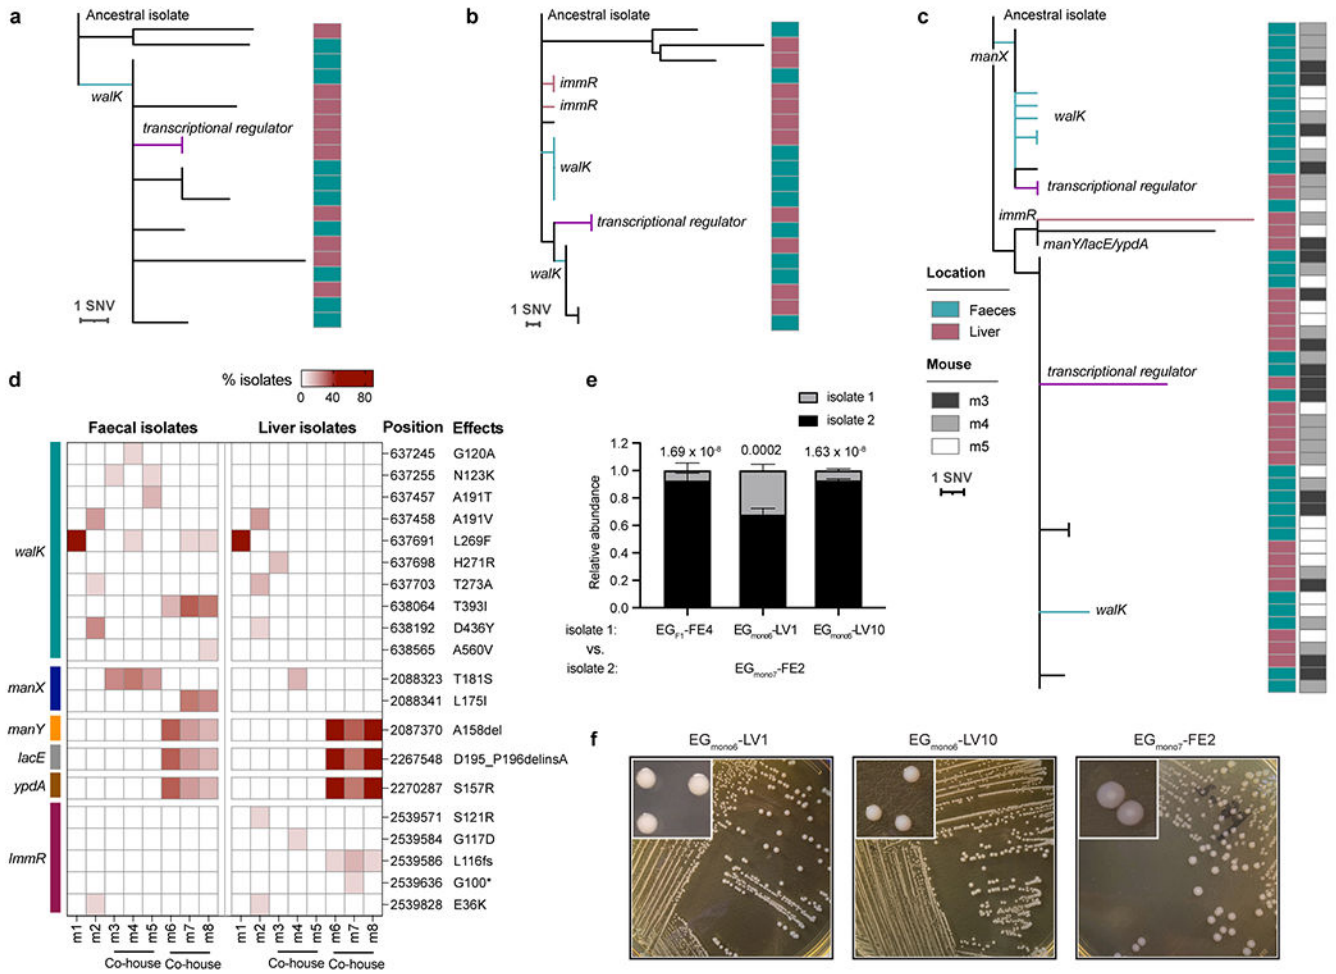 a
Ancestral isolate
walK
transcriptional regulator
1 SNV
b
Ancestral isolate
immR
immR
walK
transcriptional regulator
walK
1 SNV
c
Ancestral isolate
manX
walK
transcriptional regulator
immR
manY/lacE/ypdA
Location
Faeces
Liver
transcriptional regulator
Mouse
m3
m4
m5
1 SNV
walK
d
% isolates
0 40 80
Faecal isolates Liver isolates Position Effects
637245 G120A
637255 N123K
637457 A191T
637458 A191V
walK 637691 L269F
637698 H271R
637703 T273A
638064 T393I
638192 D436Y
638565 A560V
manX 2088323 T181S
2088341 L175I
manY 2087370 A158del
lacE 2267548 D195_P196delinsA
ypdA 2270287 S157R
2539571 S121R
2539584 G117D
ImmR 2539586 L116fs
2539636 G100*
2539828 E36K
m1 m2 m3 m4 m5 m6 m7 m8 m1 m2 m3 m4 m5 m6 m7 m8
Co-house Co-house Co-house Co-house
e
isolate 1
isolate 2
1.69 x 10⁻⁸ 0.0002 1.63 x 10⁻⁸
Relative abundance
1.2
1.0
0.8
0.6
0.4
0.2
0.0
isolate 1: EGF1-FE4 EGmono6-LV1 EGmono6-LV10
vs.
isolate 2: EGmono7-FE2
f
EGmono6-LV1 EGmono6-LV10 EGmono7-FE2